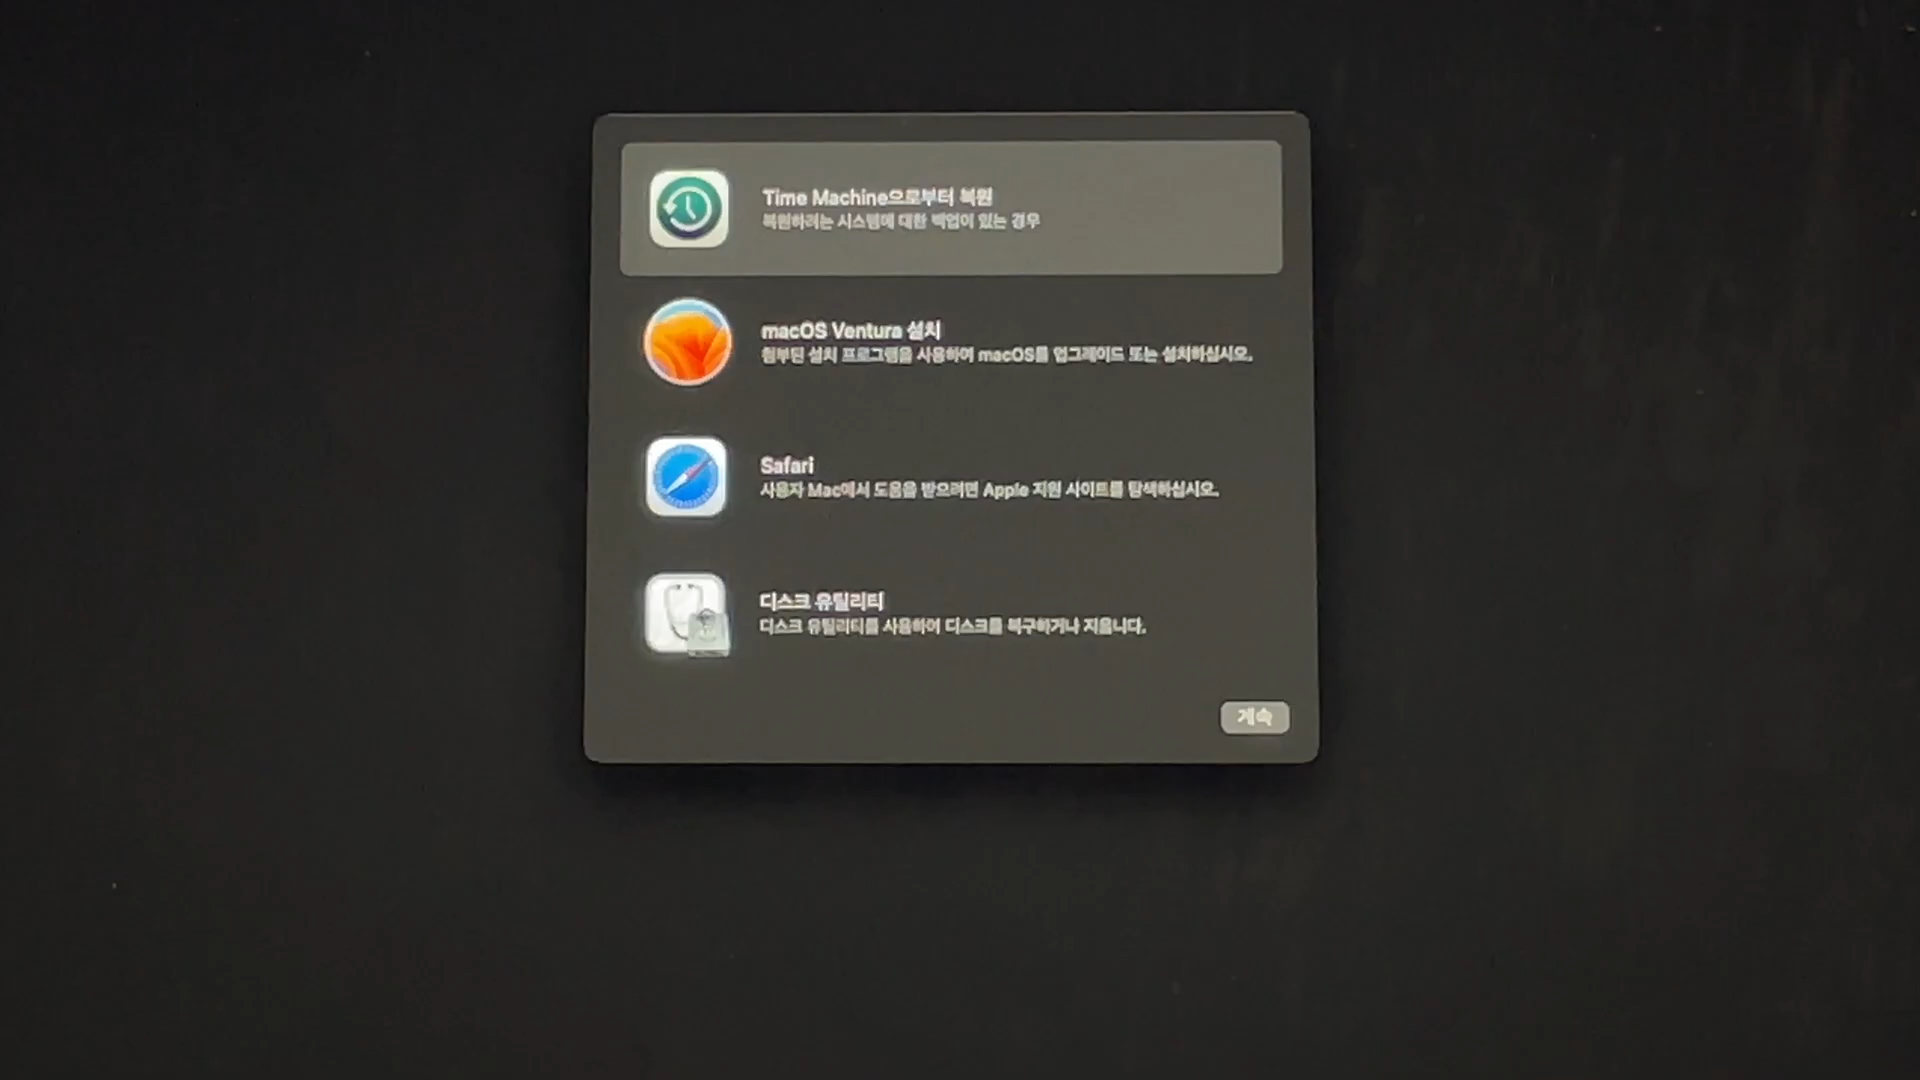 Time Machine으로부터 복원
복원하려는 시스템에 대한 백업이 있는 경우
macOS Ventura 설치
첨부된 설치 프로그램을 사용하여 macOS를 업그레이드 또는 설치하십시오.
Safari
사용자 Mac에서 도움을 받으려면 Apple 지원 사이트를 탐색하십시오.
디스크 유틸리티
디스크 유틸리티를 사용하여 디스크를 복구하거나 지웁니다.
계속